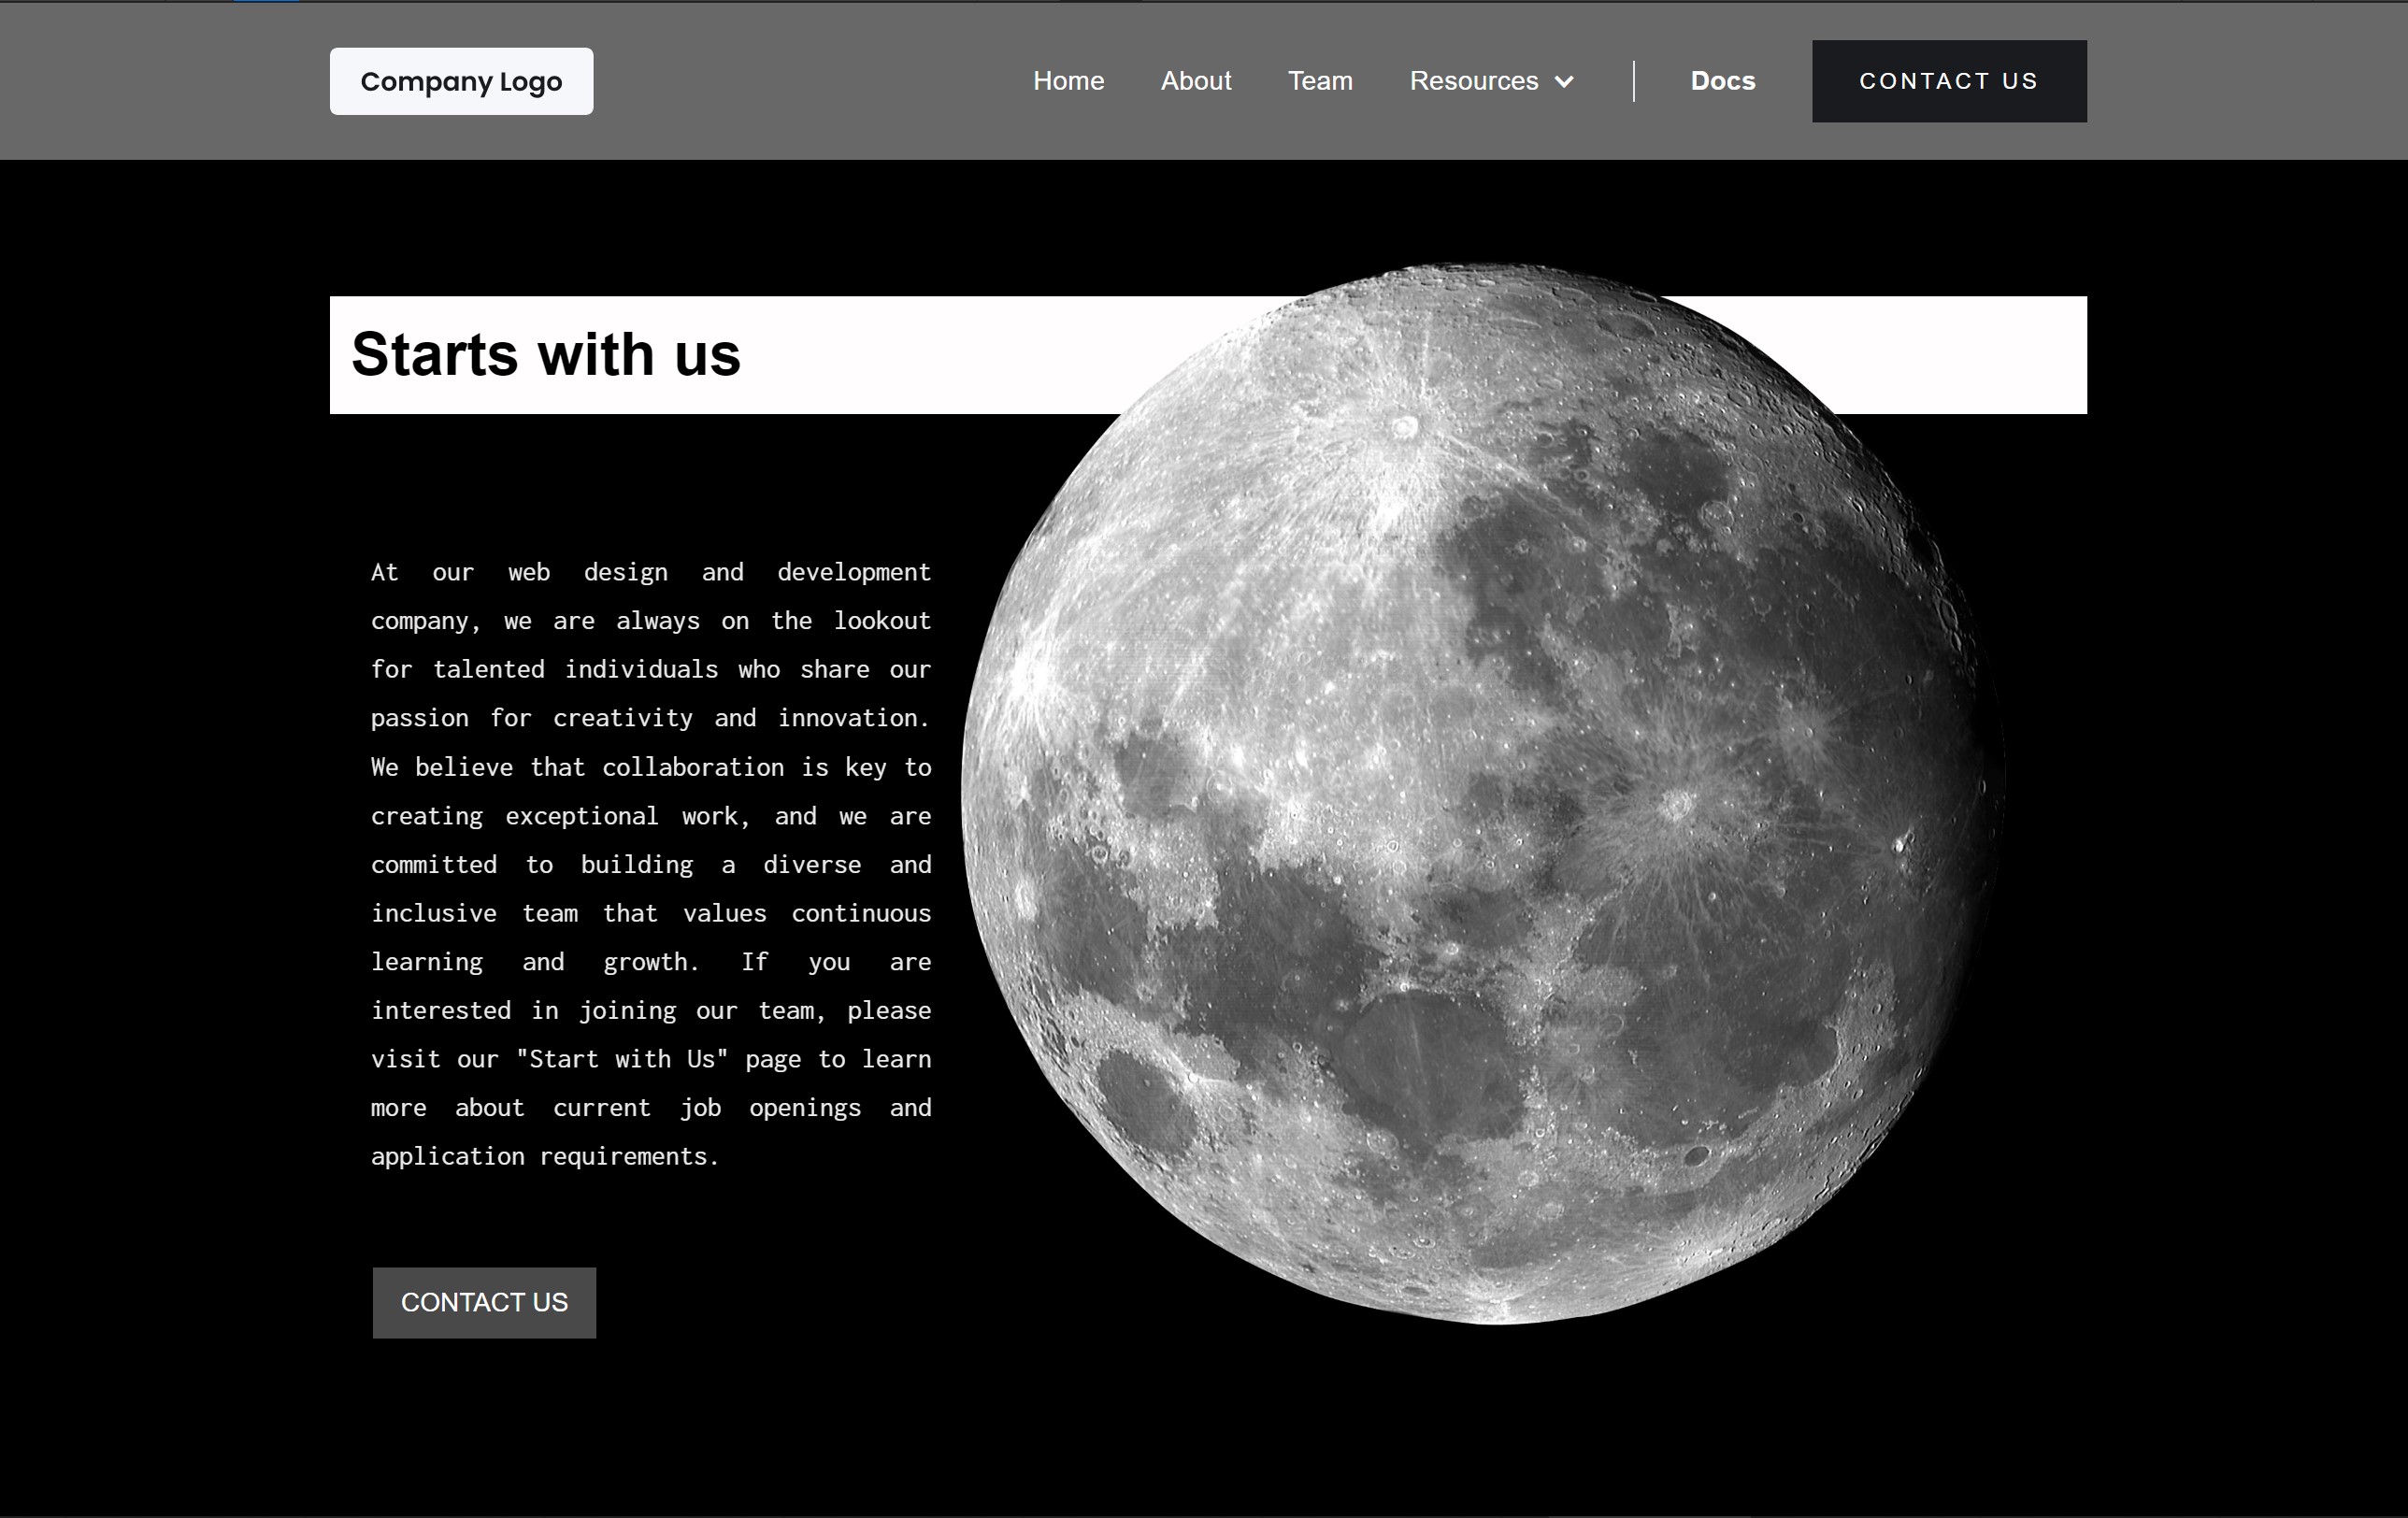 Company Logo
Home About Team Resources Docs CONTACT US
Starts with us
At our web design and development
company, we are always on the lookout
for talented individuals who share our
passion for creativity and innovation.
We believe that collaboration is key to
creating exceptional work, and we are
committed to building a diverse and
inclusive team that values continuous
learning and growth. If you are
interested in joining our team, please
visit our "Start with Us" page to learn
more about current job openings and
application requirements.
CONTACT US